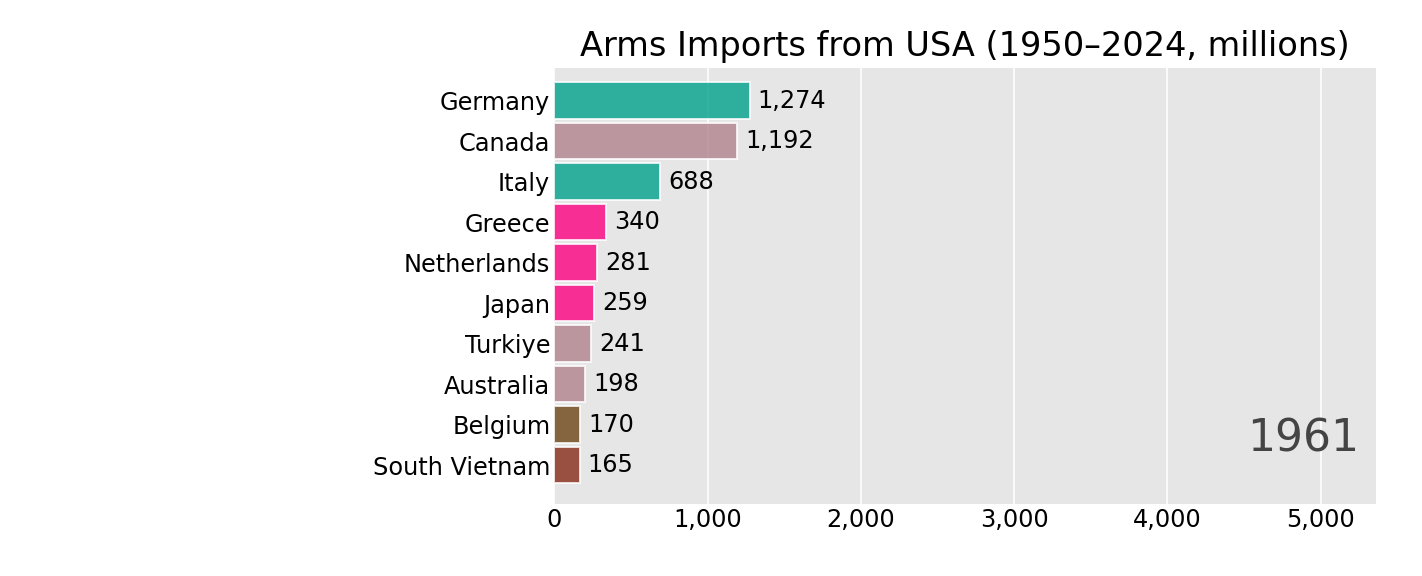 Arms Imports from USA (1950–2024, millions)
Germany 1,274
Canada 1,192
Italy 688
Greece 340
Netherlands 281
Japan 259
Turkiye 241
Australia 198
Belgium 170
1961
South Vietnam 165
0 1,000 2,000 3,000 4,000 5,000